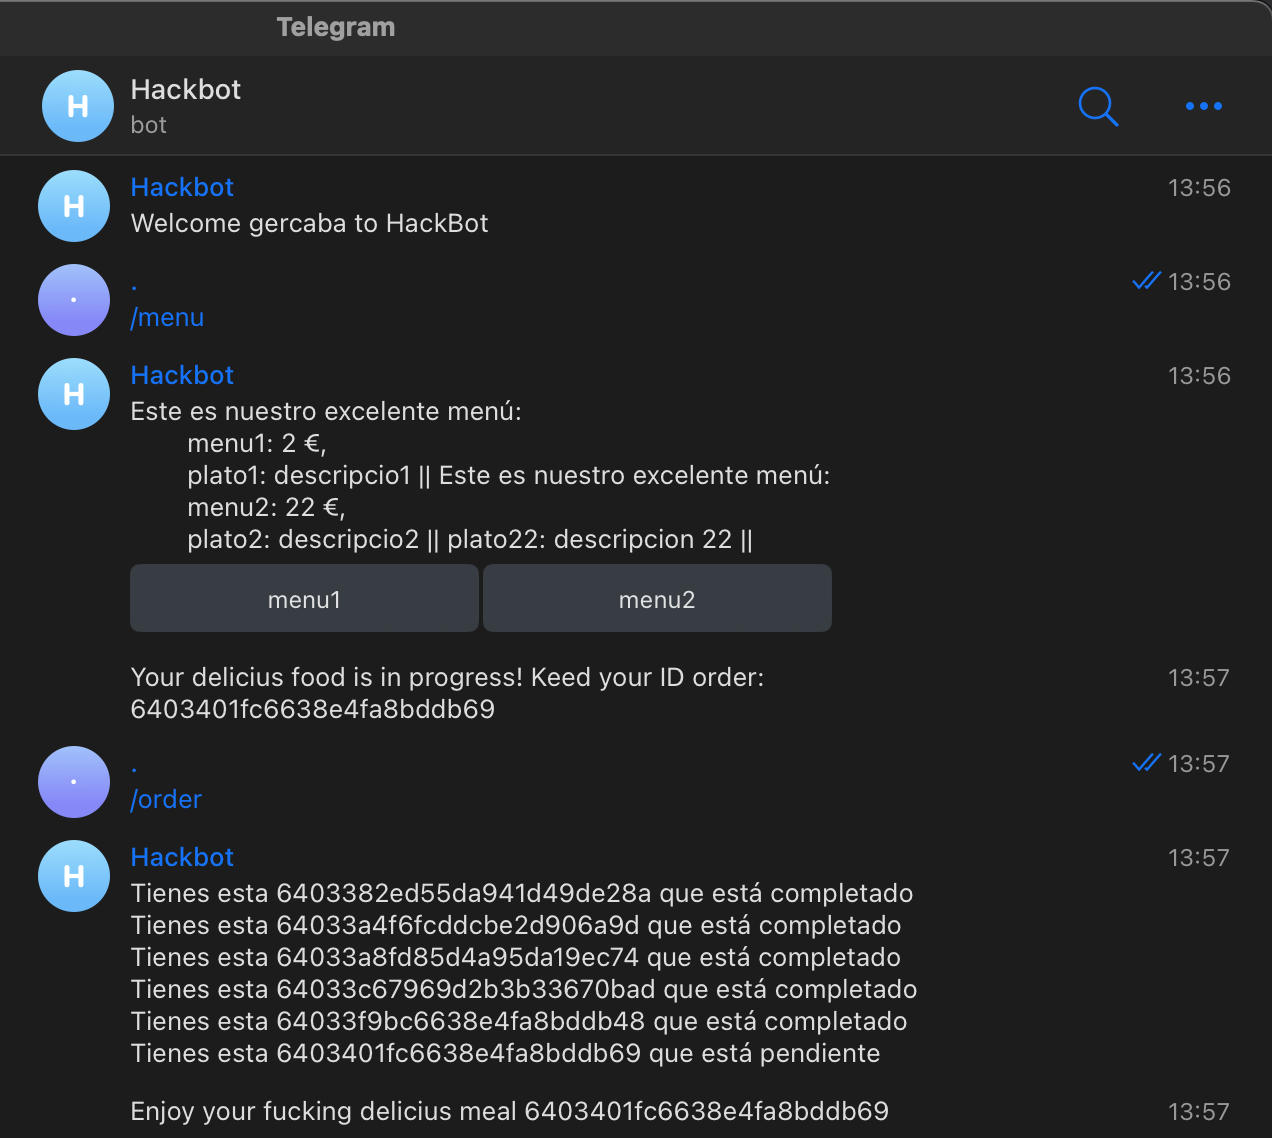 Telegram
H
Hackbot
bot
H
Hackbot
13:56
Welcome gercaba to HackBot
.
13:56
/menu
H
Hackbot
13:56
Este es nuestro excelente menú:
menu1: 2 €,
plato1: descripcio1 || Este es nuestro excelente menú:
menu2: 22 €,
plato2: descripcio2 || plato22: descripcion 22 ||
menu1
menu2
Your delicius food is in progress! Keed your ID order:
13:57
6403401fc6638e4fa8bddb69
.
13:57
/order
H
Hackbot
13:57
Tienes esta 6403382ed55da941d49de28a que está completado
Tienes esta 64033a4f6fcddcbe2d906a9d que está completado
Tienes esta 64033a8fd85d4a95da19ec74 que está completado
Tienes esta 64033c67969d2b3b33670bad que está completado
Tienes esta 64033f9bc6638e4fa8bddb48 que está completado
Tienes esta 6403401fc6638e4fa8bddb69 que está pendiente
Enjoy your fucking delicius meal 6403401fc6638e4fa8bddb69
13:57